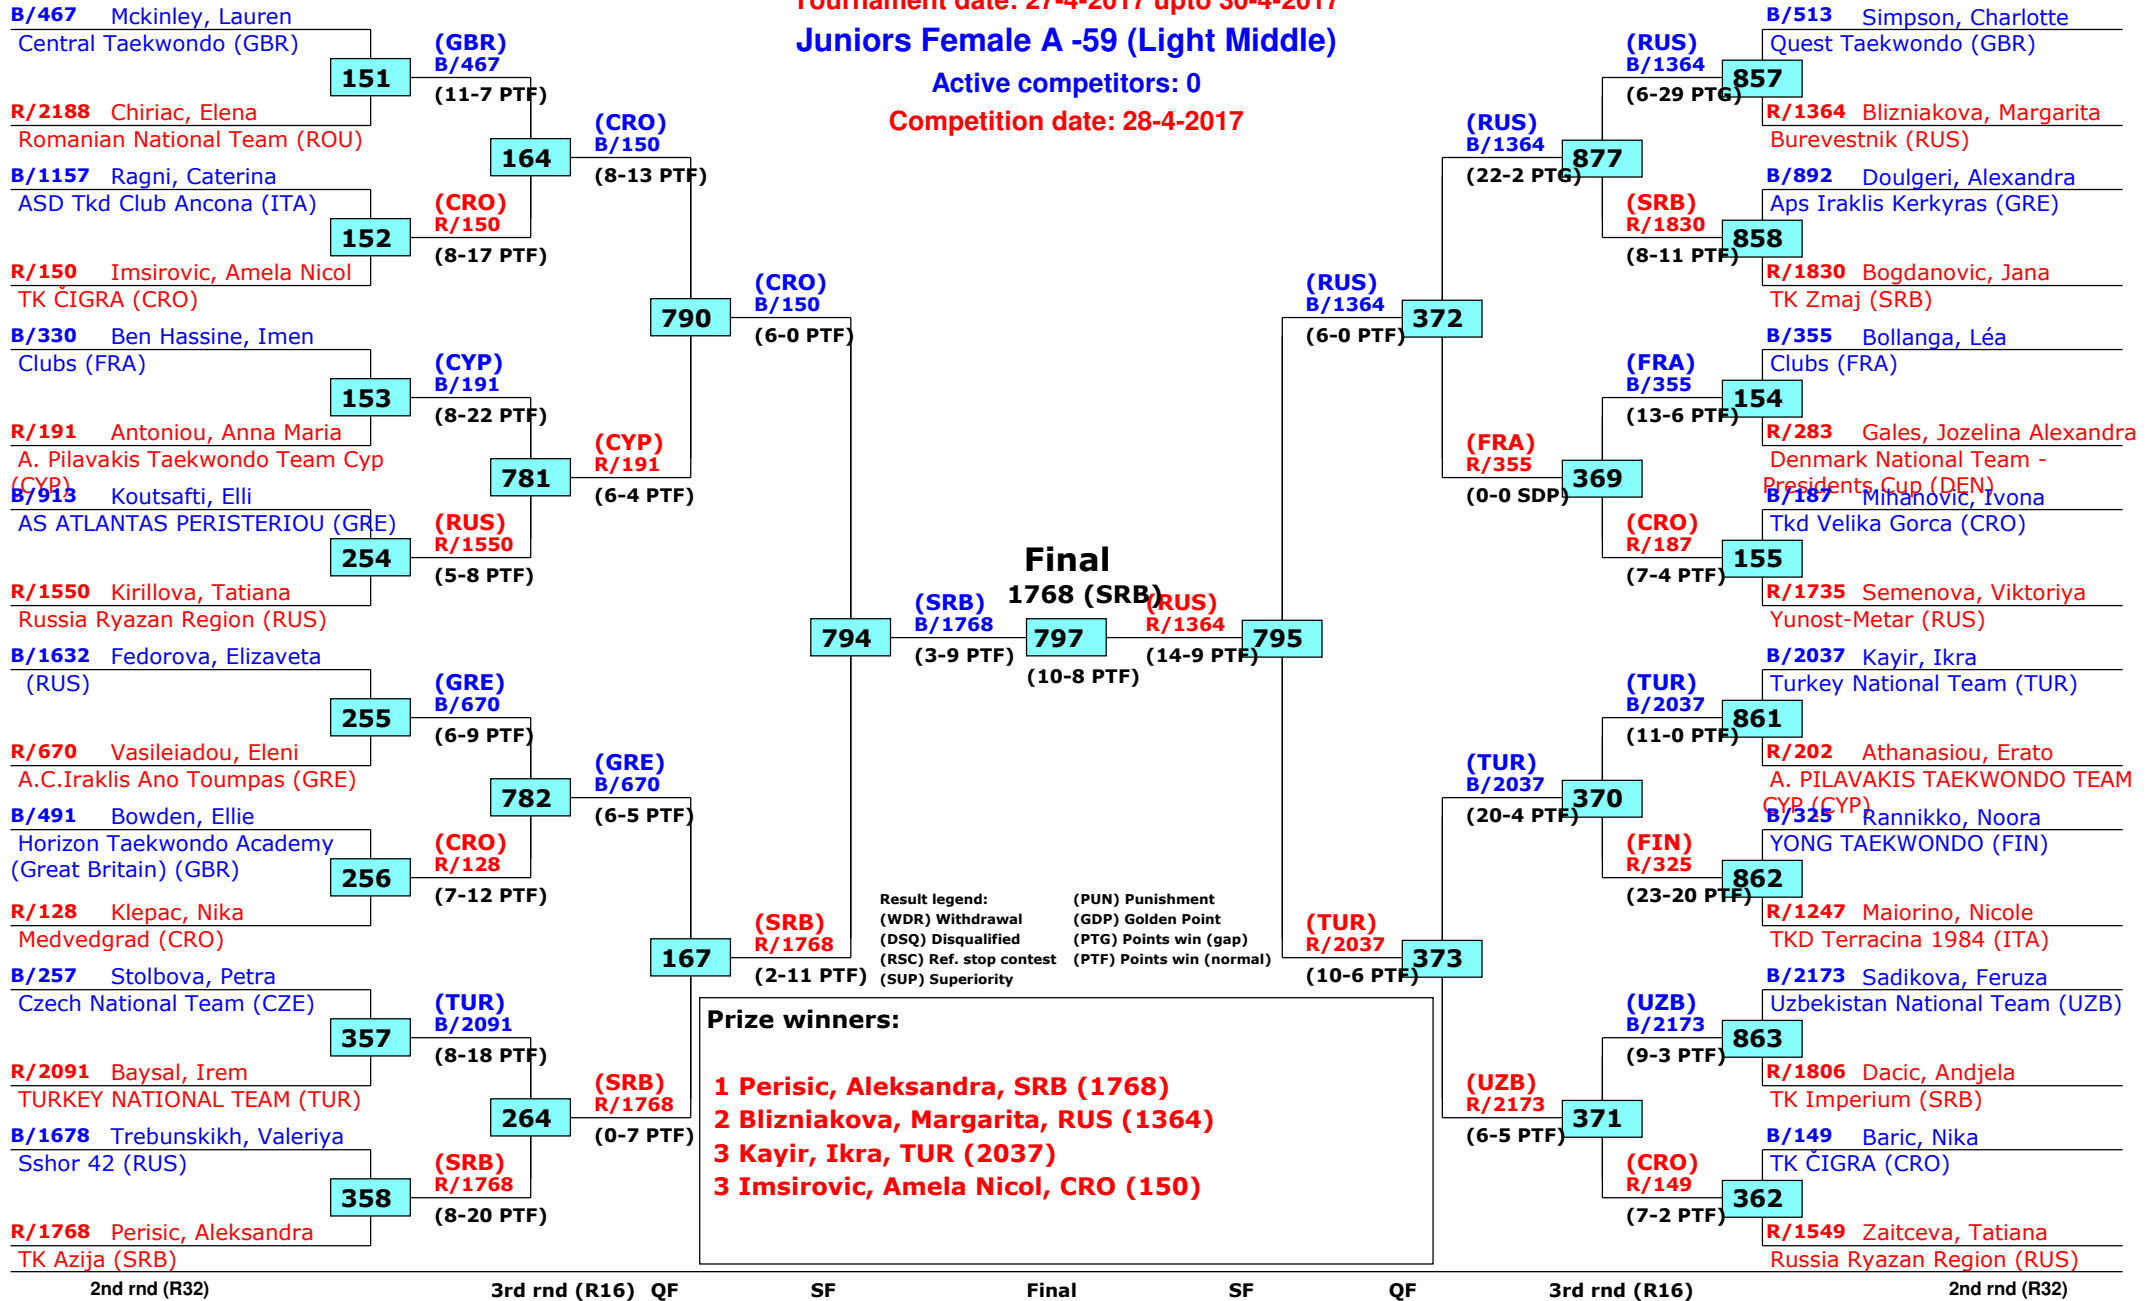 Tournament date: 27-4-2017 upto 30-4-2017
Juniors Female A -59 (Light Middle)
Active competitors: 0
Competition date: 28-4-2017
B/467 Mckinley, Lauren
Central Taekwondo (GBR)
151
R/2188 Chiriac, Elena
Romanian National Team (ROU)
B/1157 Ragni, Caterina
ASD Tkd Club Ancona (ITA)
152
R/150 Imsirovic, Amela Nicol
TK ČIGRA (CRO)
B/330 Ben Hassine, Imen
Clubs (FRA)
153
R/191 Antoniou, Anna Maria
A. Pilavakis Taekwondo Team Cyp
(CYP)
B/913 Koutsafti, Elli
AS ATLANTAS PERISTERIOU (GRE)
254
R/1550 Kirillova, Tatiana
Russia Ryazan Region (RUS)
B/1632 Fedorova, Elizaveta
(RUS)
255
R/670 Vasileiadou, Eleni
A.C.Iraklis Ano Toumpas (GRE)
B/491 Bowden, Ellie
Horizon Taekwondo Academy
(Great Britain) (GBR)
256
R/128 Klepac, Nika
Medvedgrad (CRO)
B/257 Stolbova, Petra
Czech National Team (CZE)
357
R/2091 Baysal, Irem
TURKEY NATIONAL TEAM (TUR)
B/1678 Trebunskikh, Valeriya
Sshor 42 (RUS)
358
R/1768 Perisic, Aleksandra
TK Azija (SRB)
(GBR)
B/467
(11-7 PTF)
164
(CRO)
R/150
(8-17 PTF)
(CYP)
B/191
(8-22 PTF)
781
(RUS)
R/1550
(5-8 PTF)
(GRE)
B/670
(6-9 PTF)
782
(CRO)
R/128
(7-12 PTF)
(TUR)
B/2091
(8-18 PTF)
264
(SRB)
R/1768
(8-20 PTF)
(CRO)
B/150
(8-13 PTF)
790
(CYP)
R/191
(6-4 PTF)
(GRE)
B/670
(6-5 PTF)
167
(SRB)
R/1768
(0-7 PTF)
(CRO)
B/150
(6-0 PTF)
794
(SRB)
R/1768
(2-11 PTF)
(SRB)
B/1768
(3-9 PTF)
Final
1768 (SRB)
797
(10-8 PTF)
(RUS)
R/1364
(14-9 PTF)
795
(RUS)
B/1364
(6-0 PTF)
372
(TUR)
R/2037
(10-6 PTF)
373
(RUS)
B/1364
(22-2 PTG)
877
(FRA)
R/355
(0-0 SDP)
369
(TUR)
B/2037
(20-4 PTF)
370
(UZB)
R/2173
(6-5 PTF)
371
(RUS)
B/1364
(6-29 PTG)
857
(SRB)
R/1830
(8-11 PTF)
858
(FRA)
B/355
(13-6 PTF)
154
(CRO)
R/187
(7-4 PTF)
155
(TUR)
B/2037
(11-0 PTF)
861
(FIN)
R/325
(23-20 PTF)
862
(UZB)
B/2173
(9-3 PTF)
863
(CRO)
R/149
(7-2 PTF)
362
B/513 Simpson, Charlotte
Quest Taekwondo (GBR)
R/1364 Blizniakova, Margarita
Burevestnik (RUS)
B/892 Doulgeri, Alexandra
Aps Iraklis Kerkyras (GRE)
R/1830 Bogdanovic, Jana
TK Zmaj (SRB)
B/355 Bollanga, Léa
Clubs (FRA)
R/283 Gales, Jozelina Alexandra
Denmark National Team -
Presidents Cup (DEN)
B/187 Mihanovic, Ivona
Tkd Velika Gorca (CRO)
R/1735 Semenova, Viktoriya
Yunost-Metar (RUS)
B/2037 Kayir, Ikra
Turkey National Team (TUR)
R/202 Athanasiou, Erato
A. PILAVAKIS TAEKWONDO TEAM
CYP (CYP)
B/325 Rannikko, Noora
YONG TAEKWONDO (FIN)
R/1247 Maiorino, Nicole
TKD Terracina 1984 (ITA)
B/2173 Sadikova, Feruza
Uzbekistan National Team (UZB)
R/1806 Dacic, Andjela
TK Imperium (SRB)
B/149 Baric, Nika
TK ČIGRA (CRO)
R/1549 Zaitceva, Tatiana
Russia Ryazan Region (RUS)
Result legend:
(WDR) Withdrawal
(DSQ) Disqualified
(RSC) Ref. stop contest
(SUP) Superiority
(PUN) Punishment
(GDP) Golden Point
(PTG) Points win (gap)
(PTF) Points win (normal)
Prize winners:
1 Perisic, Aleksandra, SRB (1768)
2 Blizniakova, Margarita, RUS (1364)
3 Kayir, Ikra, TUR (2037)
3 Imsirovic, Amela Nicol, CRO (150)
2nd rnd (R32) 3rd rnd (R16) QF SF Final SF QF 3rd rnd (R16) 2nd rnd (R32)